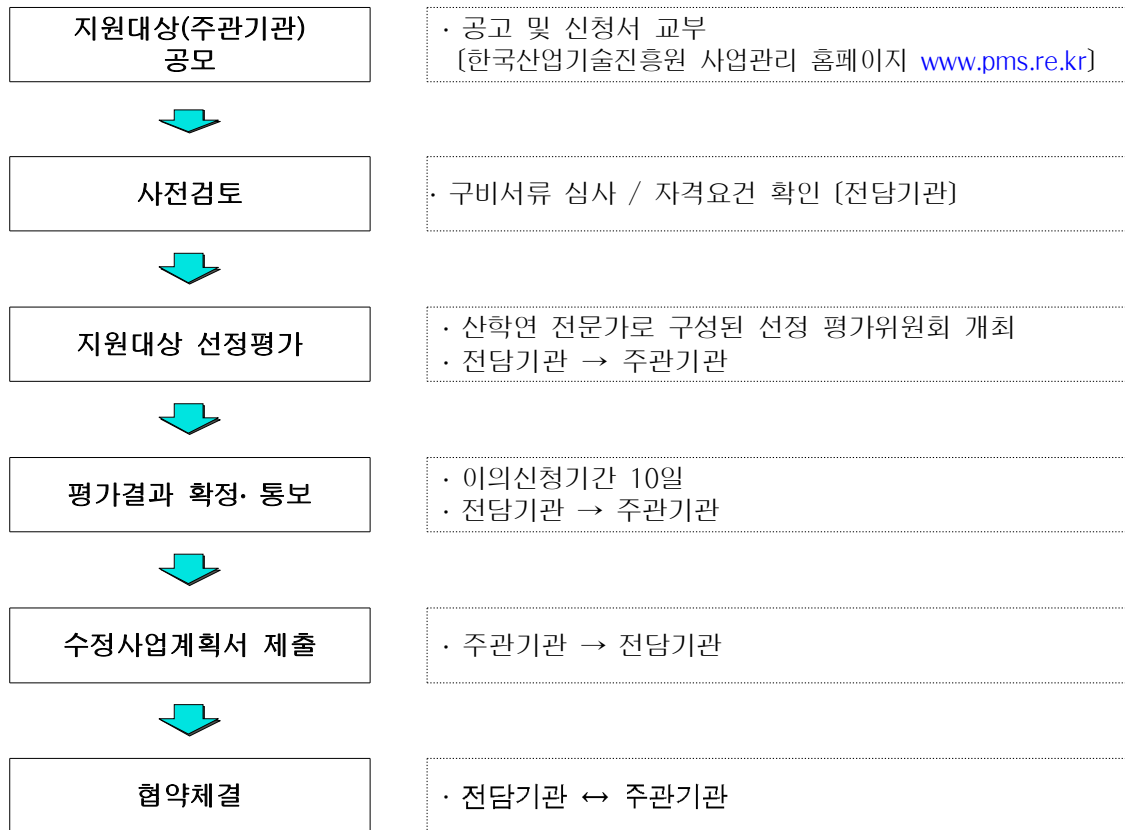 지원대상(주관기관)
공모
· 공고 및 신청서 교부
〔한국산업기술진흥원 사업관리 홈페이지 www.pms.re.kr〕
사전검토
· 구비서류 심사 / 자격요건 확인 〔전담기관〕
지원대상 선정평가
· 산학연 전문가로 구성된 선정 평가위원회 개최
· 전담기관 → 주관기관
평가결과 확정· 통보
· 이의신청기간 10일
· 전담기관 → 주관기관
수정사업계획서 제출
· 주관기관 → 전담기관
협약체결
· 전담기관 ↔ 주관기관